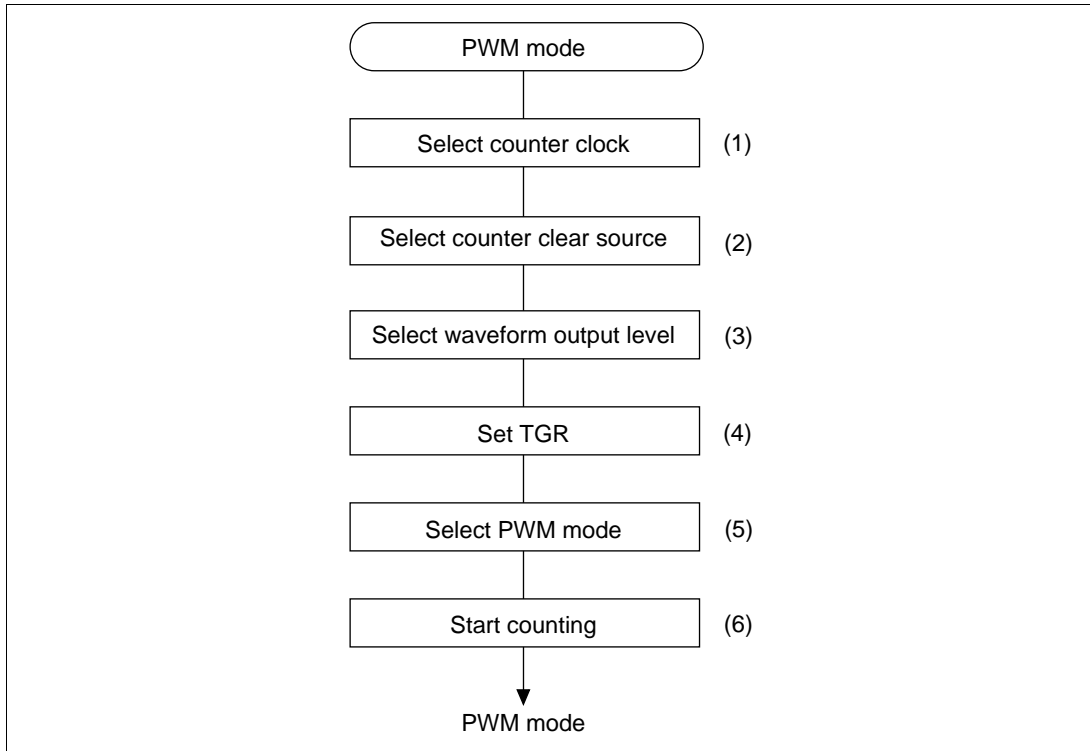 PWM mode
Select counter clock (1)
Select counter clear source (2)
Select waveform output level (3)
Set TGR (4)
Select PWM mode (5)
Start counting (6)
PWM mode